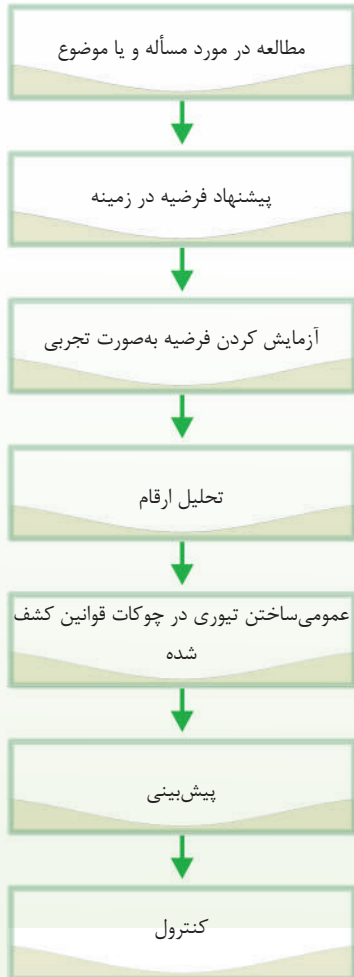 مطالعه در مورد مسأله و یا موضوع
پیشنهاد فرضیه در زمینه
آزمایش کردن فرضیه به‌صورت تجربی
تحلیل ارقام
عمومی‌ساختن تیوری در چوکات قوانین کشف
شده
پیش‌بینی
کنترول